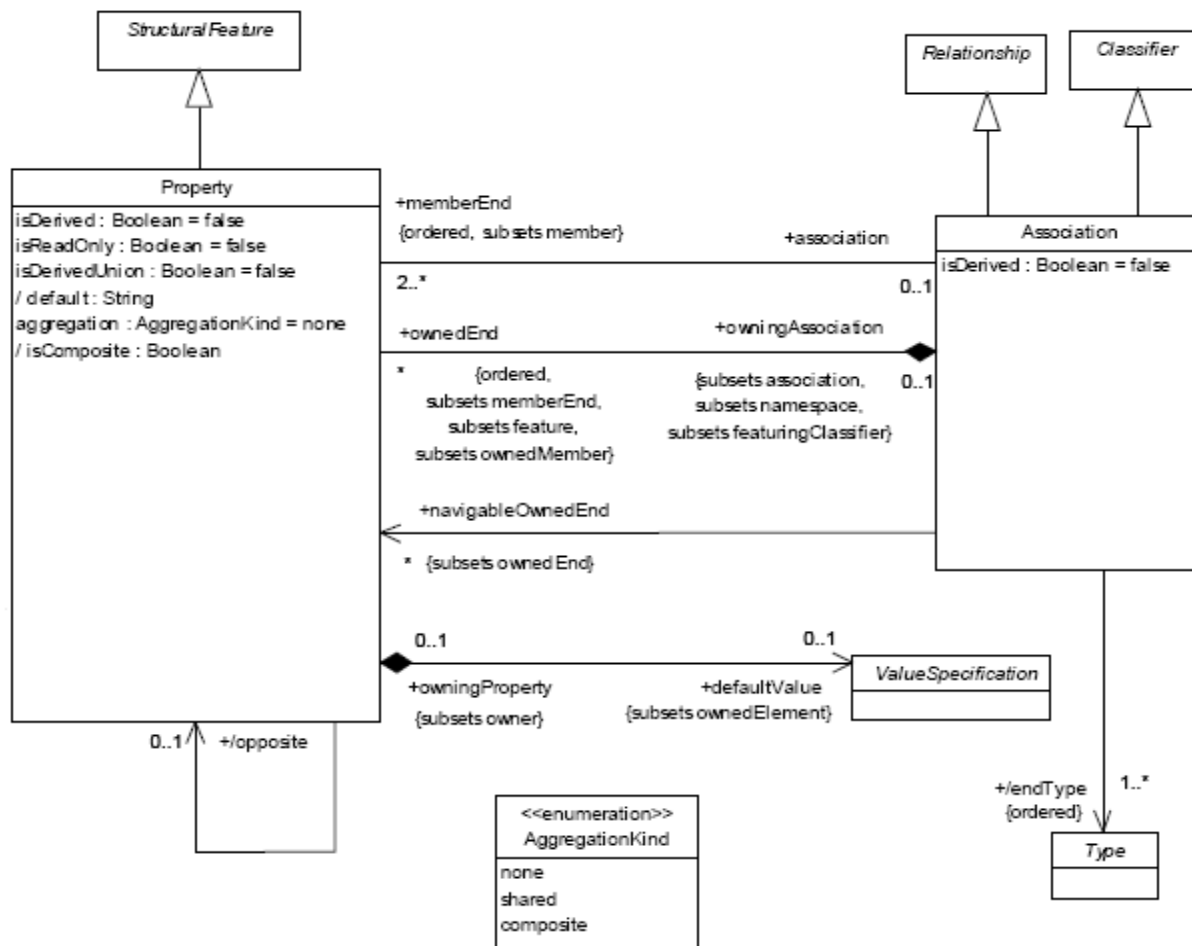 StructuralFeature
Relationship
Classifier
Property
isDerived : Boolean = false
isReadOnly : Boolean = false
isDerivedUnion : Boolean = false
/ default : String
aggregation : AggregationKind = none
/ isComposite : Boolean
+memberEnd
{ordered, subsets member}
2..*
+association
0..1
Association
isDerived : Boolean = false
+ownedEnd
*
{ordered,
subsets memberEnd,
subsets feature,
subsets ownedMember}
+owningAssociation
0..1
{subsets association,
subsets namespace,
subsets featuringClassifier}
+navigableOwnedEnd
* {subsets ownedEnd}
0..1
+owningProperty
{subsets owner}
0..1
+defaultValue
{subsets ownedElement}
ValueSpecification
0..1
+/opposite
<<enumeration>>
AggregationKind
none
shared
composite
+/endType
{ordered}
1..*
Type